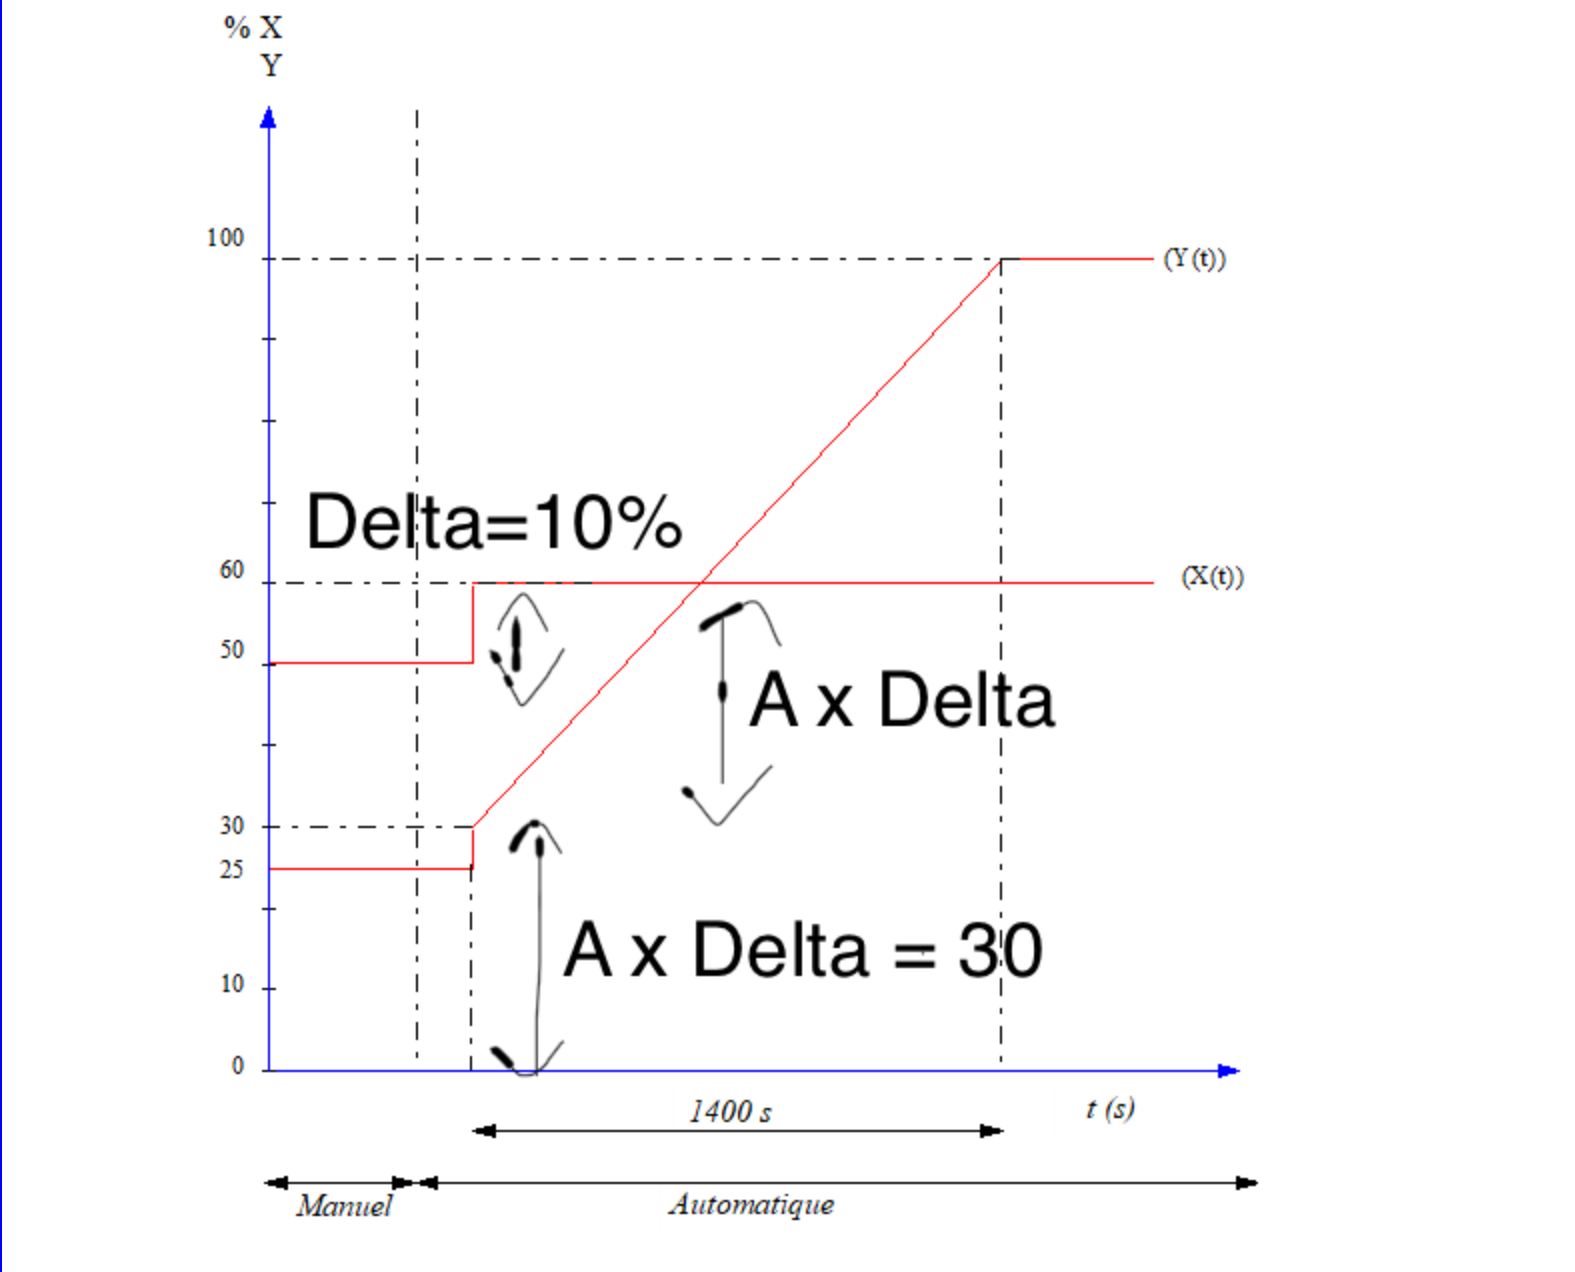 % X
Y
100
(Y(t))
Delta=10%
60
(X(t))
50
A x Delta
30
25
A x Delta = 30
10
0
1400 s
t (s)
Manuel
Automatique